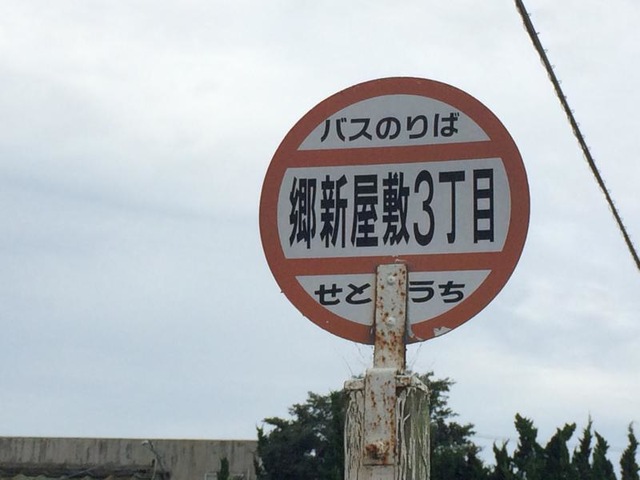 バスのりば
郷新屋敷3丁目
せとうち